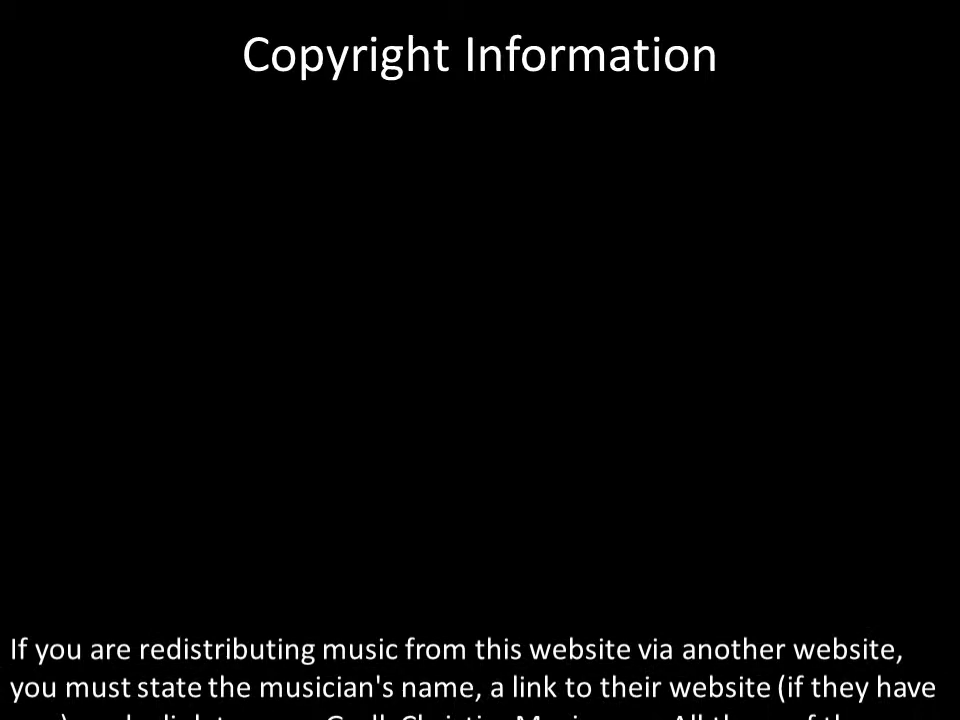 Copyright Information
If you are redistributing music from this website via another website,
you must state the musician's name, a link to their website (if they have